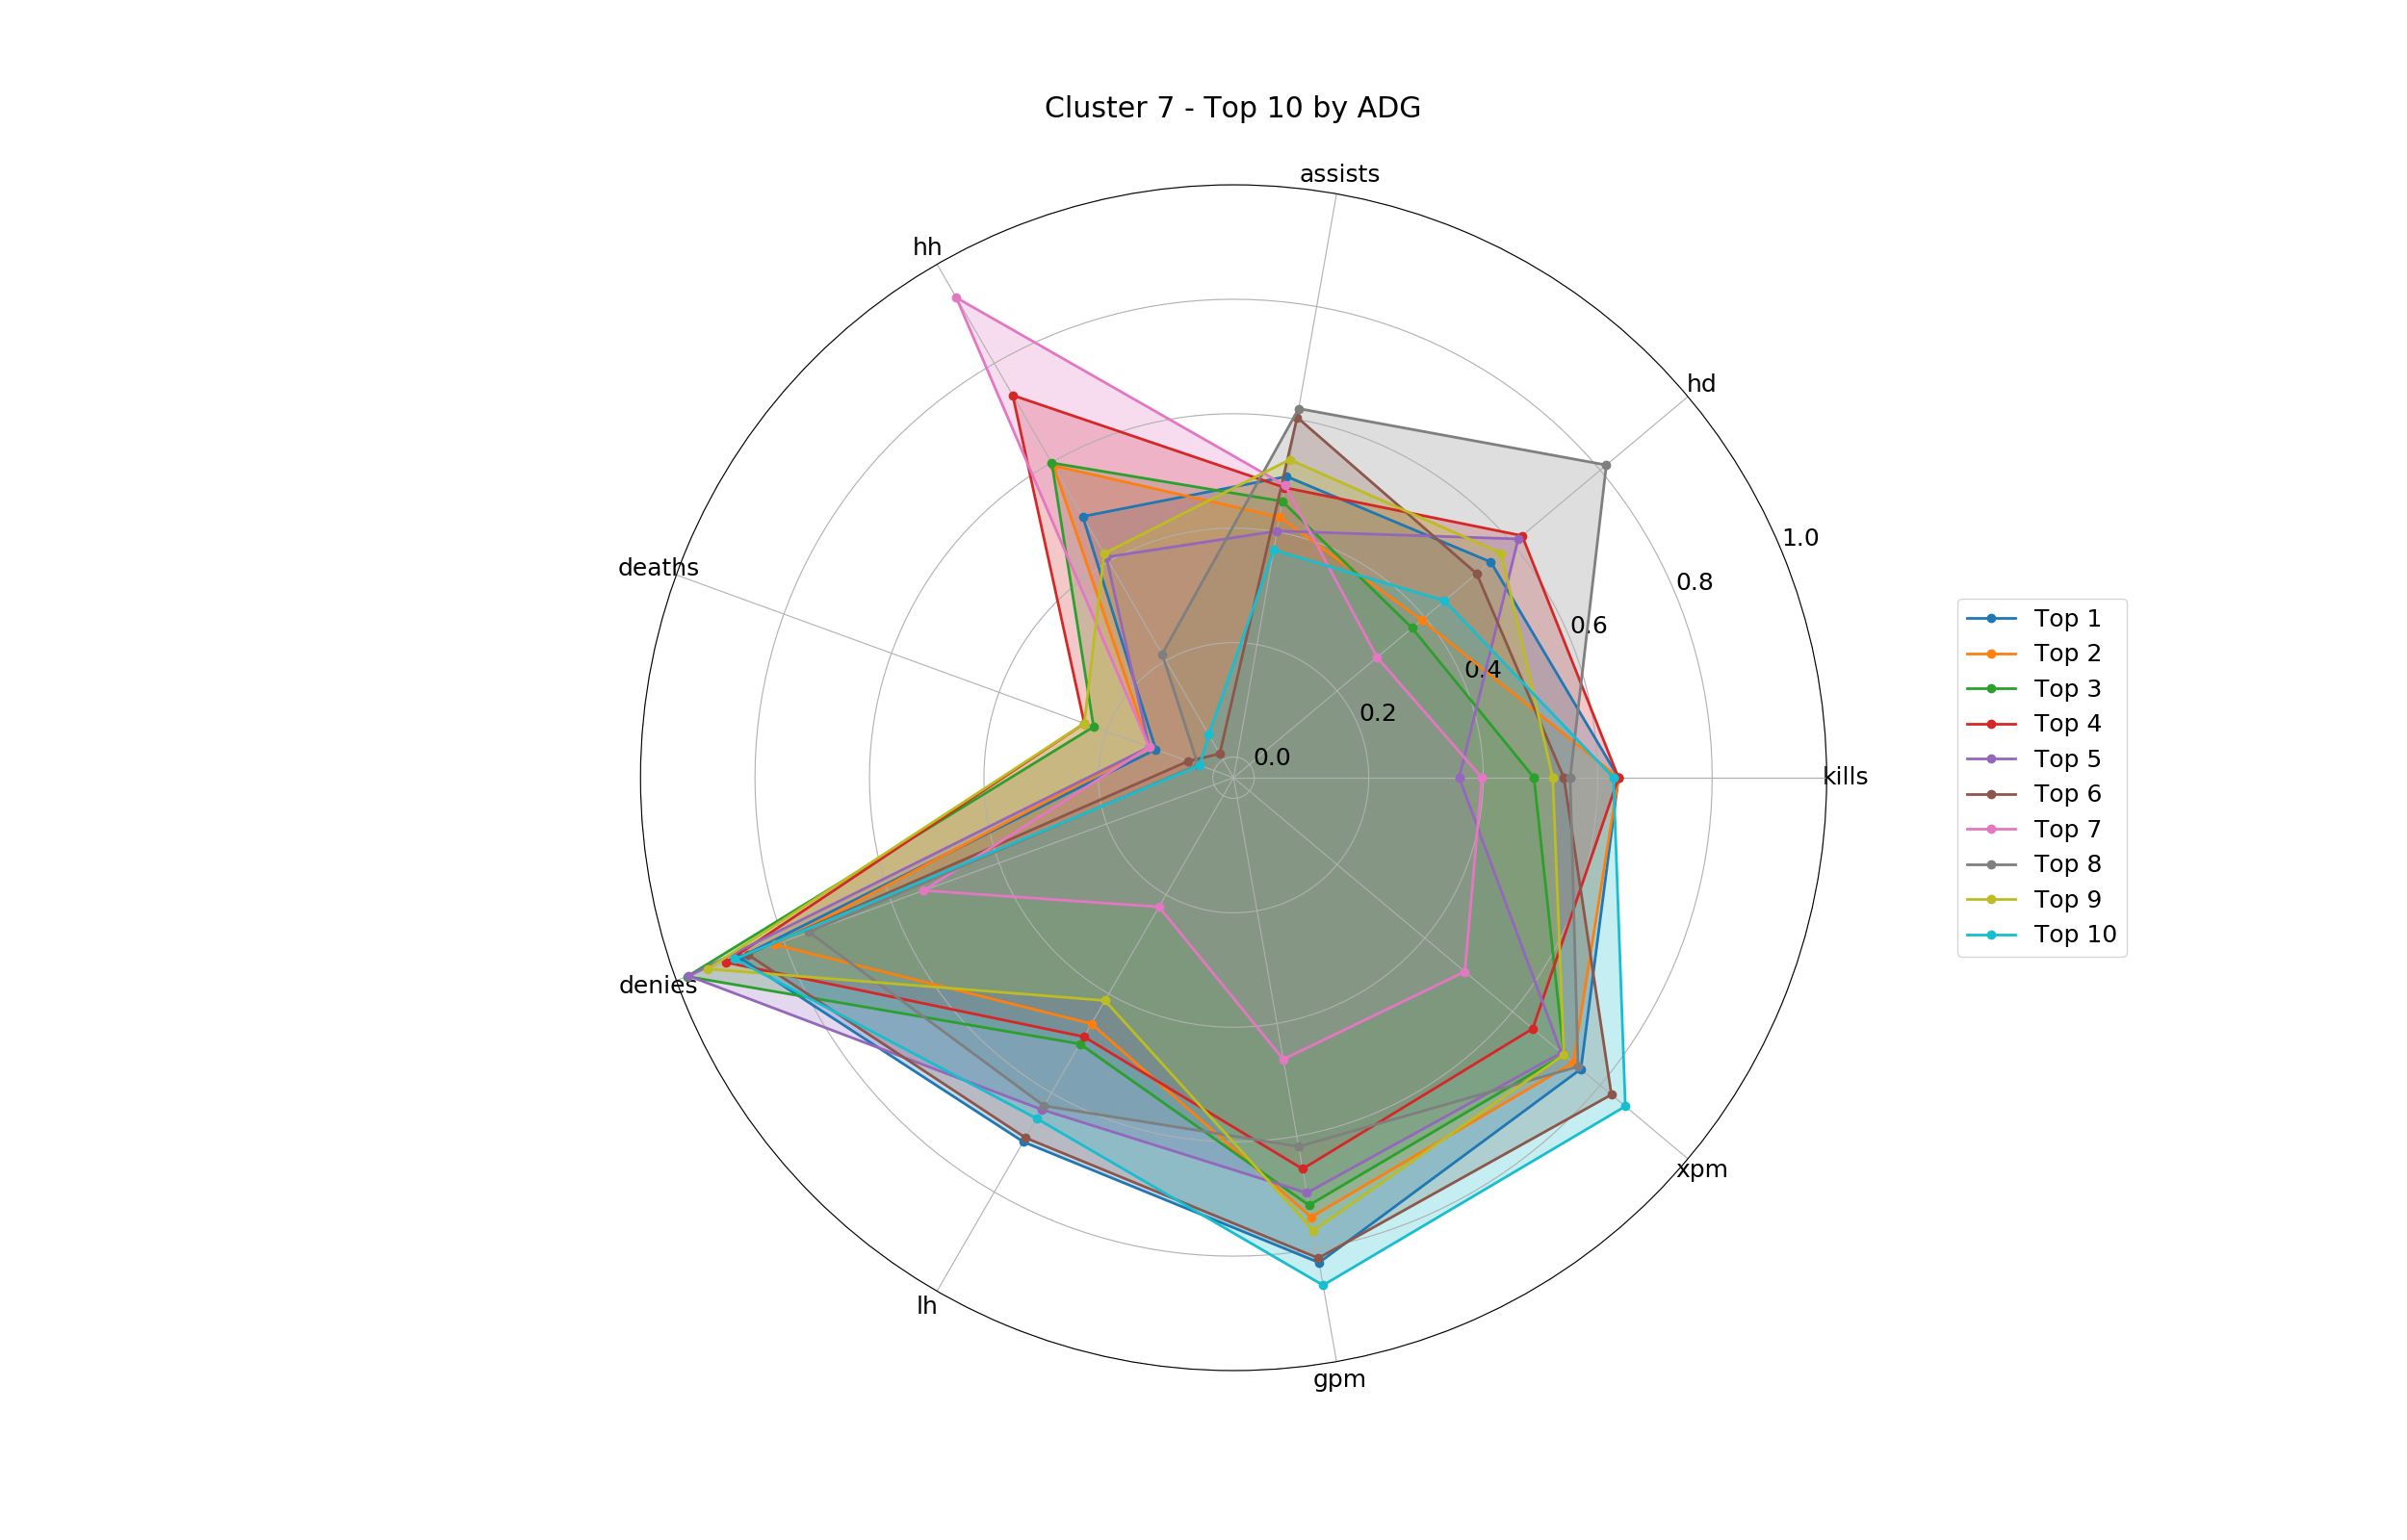 Cluster 7 - Top 10 by ADG
assists
hh
hd
deaths
1.0
0.8
0.6
0.4
0.2
0.0
kills
denies
xpm
lh
gpm
Top 1
Top 2
Top 3
Top 4
Top 5
Top 6
Top 7
Top 8
Top 9
Top 10